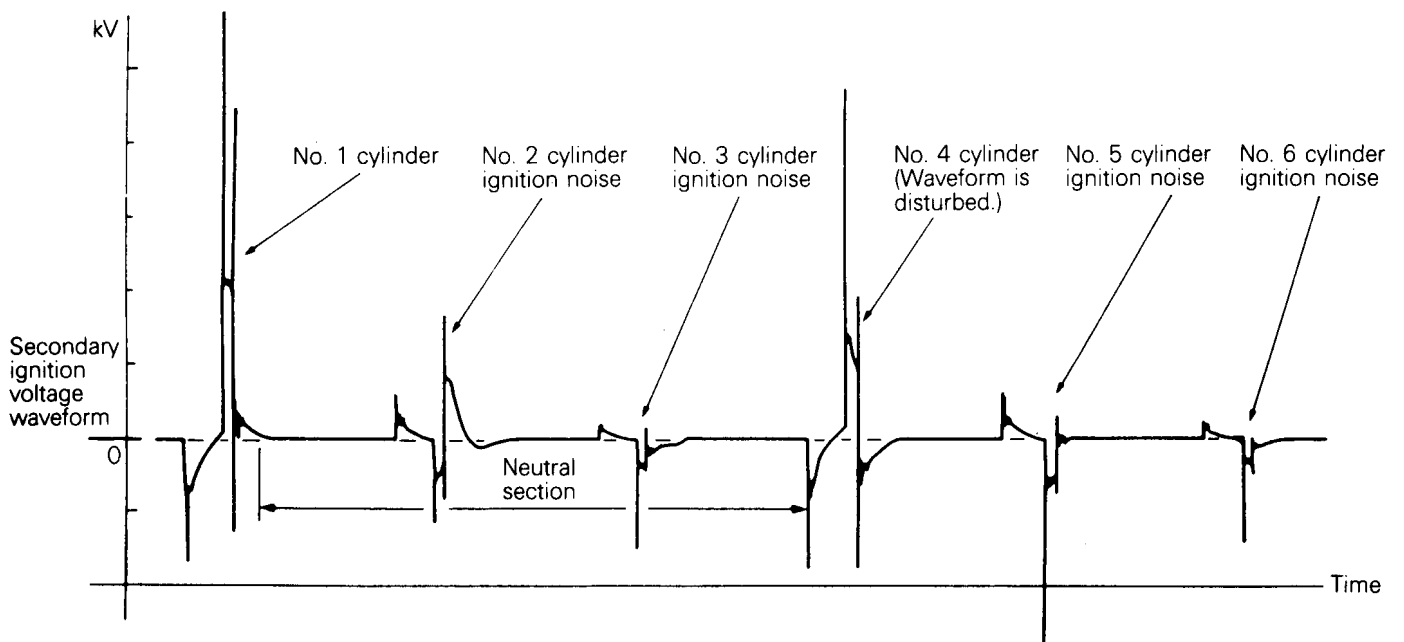 kV
No. 1 cylinder
No. 2 cylinder
ignition noise
No. 3 cylinder
ignition noise
No. 4 cylinder
(Waveform is
disturbed.)
No. 5 cylinder
ignition noise
No. 6 cylinder
ignition noise
Secondary
ignition
voltage
waveform
0
Neutral
section
Time